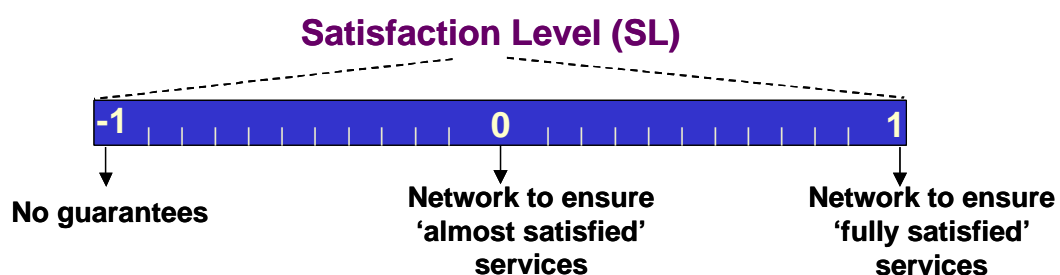 Satisfaction Level (SL)
-1 0 1
No guarantees
Network to ensure
‘almost satisfied’
services
Network to ensure
‘fully satisfied’
services